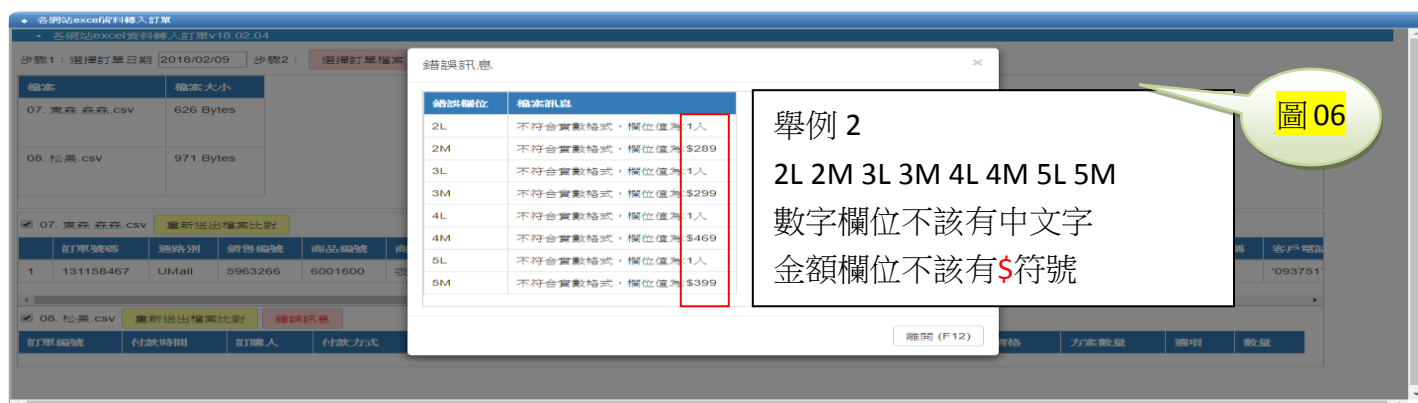 各網站excel資料轉入訂單
各網站excel資料轉入訂單v18.02.04
步驟1：選擇訂單日期 2018/02/09 步驟2： 選擇訂單檔案
檔案 檔案大小
07. 東森 森森.csv 626 Bytes
08. 松果.csv 971 Bytes
錯誤訊息 ×
錯誤欄位 檔案訊息
2L 不符合實數格式，欄位值為:1人
2M 不符合實數格式，欄位值為:$289
3L 不符合實數格式，欄位值為:1人
3M 不符合實數格式，欄位值為:$299
4L 不符合實數格式，欄位值為:1人
4M 不符合實數格式，欄位值為:$469
5L 不符合實數格式，欄位值為:1人
5M 不符合實數格式，欄位值為:$399
離開 (F12)
舉例 2
2L 2M 3L 3M 4L 4M 5L 5M
數字欄位不該有中文字
金額欄位不該有$符號
圖 06
07. 東森 森森.csv 重新送出檔案比對
訂單號碼 通路別 銷售編號 商品編號 客戶電話
1 131158467 UMall 5963266 6001600 '093751
08. 松果.csv 重新送出檔案比對 錯誤訊息
訂單編號 付款時間 訂購人 付款方式 方案數量 選項 數量